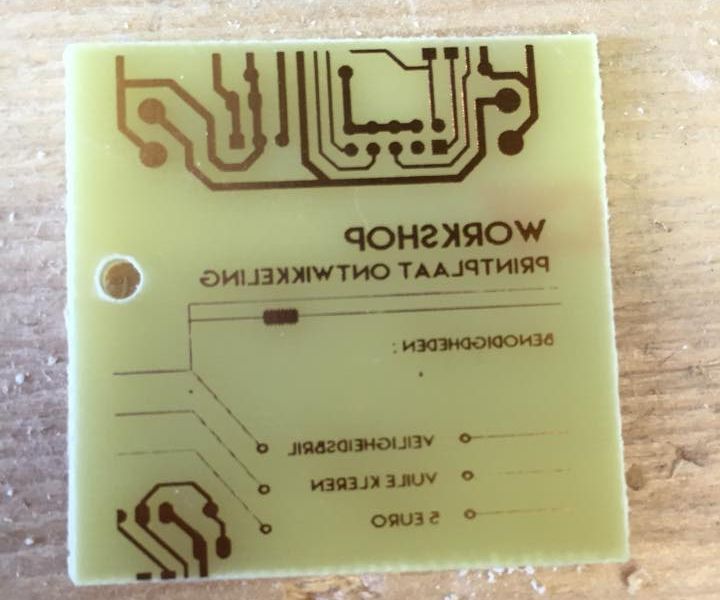 WORKSHOP
PRINTPLAAT ONTWIKKELING
BENODIGDHEDEN:
VEILIGHEIDSBRIL
VUILE KLEREN
5 EURO